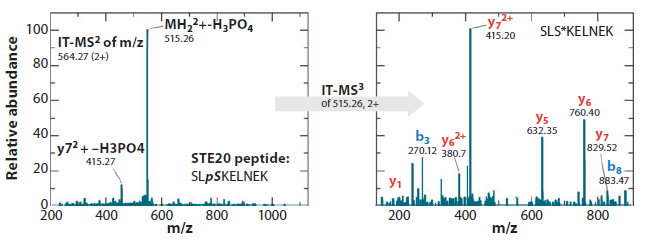 Relative abundance
100
80
60
40
20
0
200
400
600
800
1000
m/z
IT-MS² of m/z
564.27 (2+)
MH₂²⁺-H₃PO₄
515.26
y7²+ –H3PO4
415.27
STE20 peptide:
SLpSKELNEK
IT-MS³
of 515.26, 2+
SLS*KELNEK
y₇²⁺
415.20
y₆
760.40
y₅
632.35
y₇
829.52
b₃
270.12
y₆²⁺
380.7
b₈
883.47
y₁
200
400
600
800
m/z